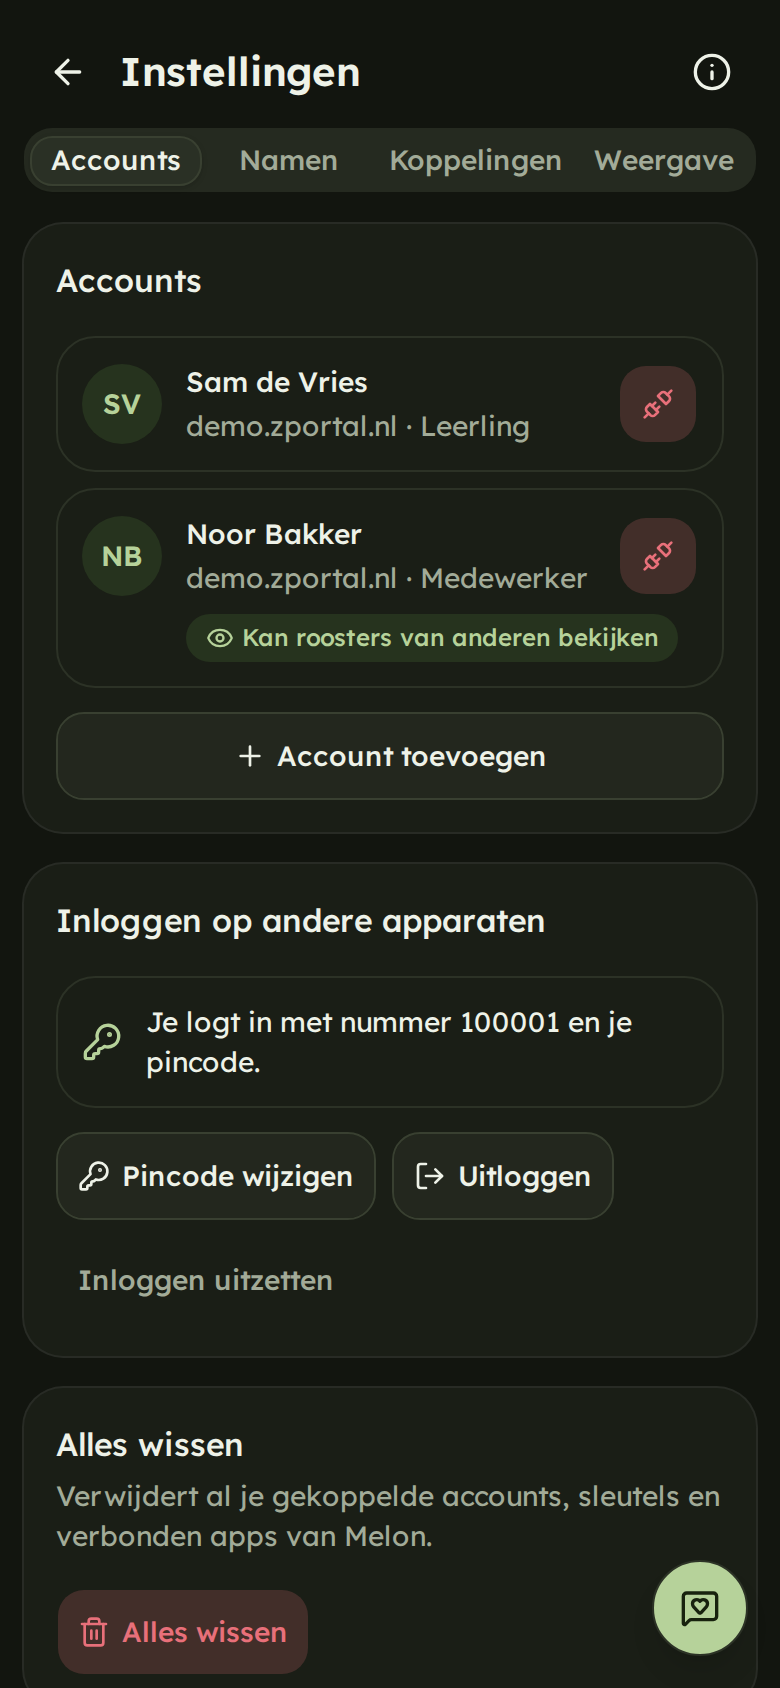 Instellingen
Accounts
Namen
Koppelingen
Weergave
Accounts
SV
Sam de Vries
demo.zportal.nl · Leerling
NB
Noor Bakker
demo.zportal.nl · Medewerker
Kan roosters van anderen bekijken
Account toevoegen
Inloggen op andere apparaten
Je logt in met nummer 100001 en je
pincode.
Pincode wijzigen
Uitloggen
Inloggen uitzetten
Alles wissen
Verwijdert al je gekoppelde accounts, sleutels en
verbonden apps van Melon.
Alles wissen